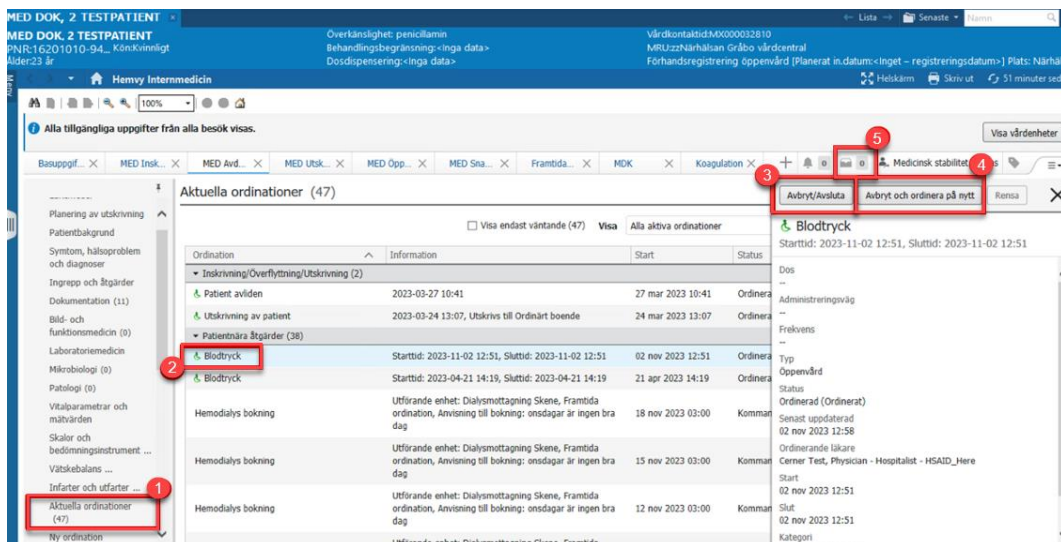 MED DOK, 2 TESTPATIENT ×
← Lista → Senaste Namn
MED DOK, 2 TESTPATIENT
PNR:16201010-94... Kön:Kvinnligt
Ålder:23 år
Överkänslighet: penicillamin
Behandlingsbegränsning:<Inga data>
Dosdispensering:<Inga data>
Vårdkontaktid:MX000032810
MRU:zzNärhälsan Gråbo vårdcentral
Förhandsregistrering öppenvård [Planerat in.datum:<Inget – registreringsdatum>] Plats: Närhä
Meny
Hemvy Internmedicin
Helskärm Skriv ut 51 minuter sed
100%
Alla tillgängliga uppgifter från alla besök visas.
Visa vårdenheter
Basuppgif... MED Insk... MED Avd... MED Utsk... MED Öpp... MED Sna... Framtida... MDK Koagulation
0 0 Medicinsk stabilitet
5
3
4
Planering av utskrivning
Patientbakgrund
Symtom, hälsoproblem
och diagnoser
Ingrepp och åtgärder
Dokumentation (11)
Bild- och
funktionsmedicin (0)
Laboratoriemedicin
Mikrobiologi (0)
Patologi (0)
Vitalparametrar och
mätvärden
Skalor och
bedömningsinstrument ...
Vätskebalans ...
Infarter och utfarter ...
1
Aktuella ordinationer
(47)
Ny ordination
Aktuella ordinationer (47)
Visa endast väntande (47) Visa Alla aktiva ordinationer
Ordination Information Start Status
Inskrivning/Överflyttning/Utskrivning (2)
Patient avliden 2023-03-27 10:41 27 mar 2023 10:41 Ordinera
Utskrivning av patient 2023-03-24 13:07, Utskrivs till Ordinärt boende 24 mar 2023 13:07 Ordinera
Patientnära åtgärder (38)
2
Blodtryck Starttid: 2023-11-02 12:51, Sluttid: 2023-11-02 12:51 02 nov 2023 12:51 Ordinera
Blodtryck Starttid: 2023-04-21 14:19, Sluttid: 2023-04-21 14:19 21 apr 2023 14:19 Ordinera
Utförande enhet: Dialysmottagning Skene, Framtida
Hemodialys bokning ordination, Anvisning till bokning: onsdagar är ingen bra 18 nov 2023 03:00 Komman
dag
Utförande enhet: Dialysmottagning Skene, Framtida
Hemodialys bokning ordination, Anvisning till bokning: onsdagar är ingen bra 15 nov 2023 03:00 Komman
dag
Utförande enhet: Dialysmottagning Skene, Framtida
Hemodialys bokning ordination, Anvisning till bokning: onsdagar är ingen bra 12 nov 2023 03:00 Komman
dag
Avbryt/Avsluta Avbryt och ordinera på nytt Rensa
Blodtryck
Starttid: 2023-11-02 12:51, Sluttid: 2023-11-02 12:51
Dos
--
Administreringsväg
--
Frekvens
--
Typ
Öppenvård
Status
Ordinerad (Ordinerat)
Senast uppdaterad
02 nov 2023 12:58
Ordinerande läkare
Cerner Test, Physician - Hospitalist - HSAID_Here
Start
02 nov 2023 12:51
Slut
02 nov 2023 12:51
Kategori